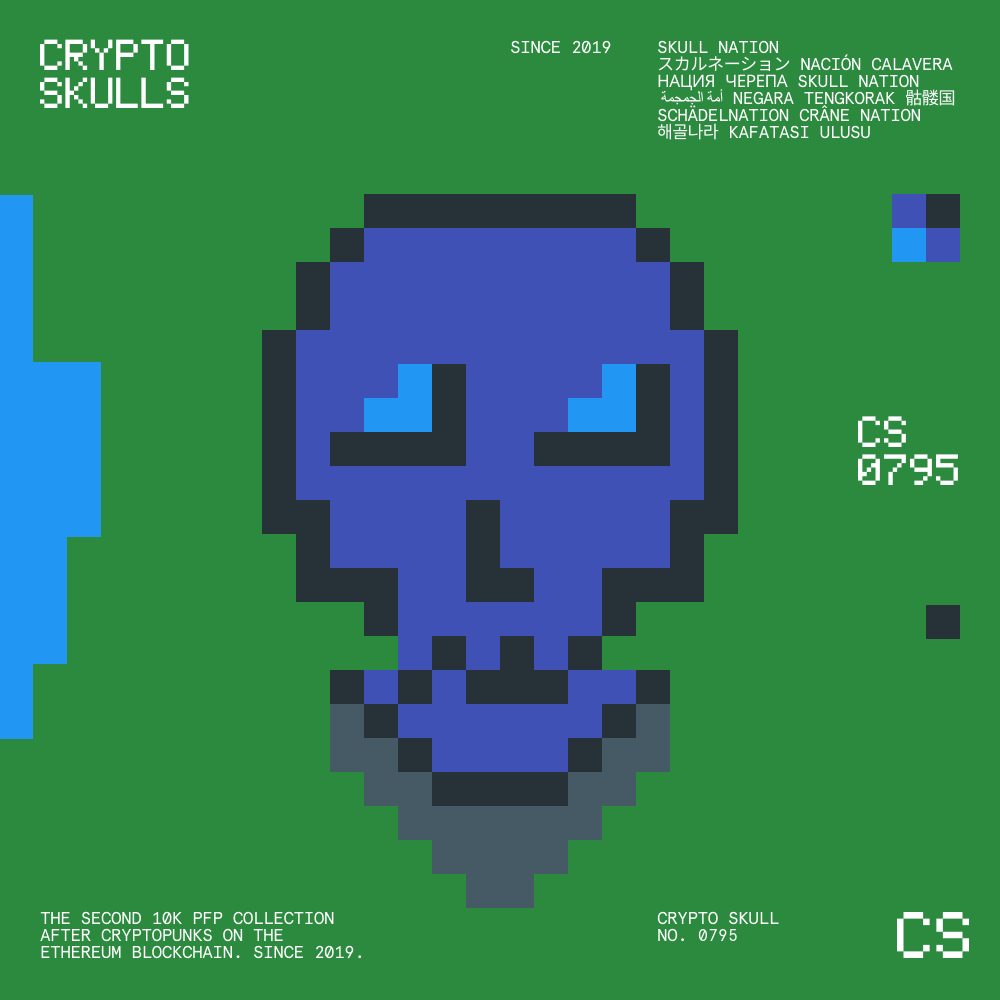 CRYPTO
SKULLS
SINCE 2019
SKULL NATION
スカルネーション NACIÓN CALAVERA
НАЦИЯ ЧЕРЕПА SKULL NATION
أمة الجمجمة NEGARA TENGKORAK 骷髅国
SCHÄDELNATION CRÂNE NATION
해골나라 KAFATASI ULUSU
CS
0795
THE SECOND 10K PFP COLLECTION
AFTER CRYPTOPUNKS ON THE
ETHEREUM BLOCKCHAIN. SINCE 2019.
CRYPTO SKULL
NO. 0795
CS